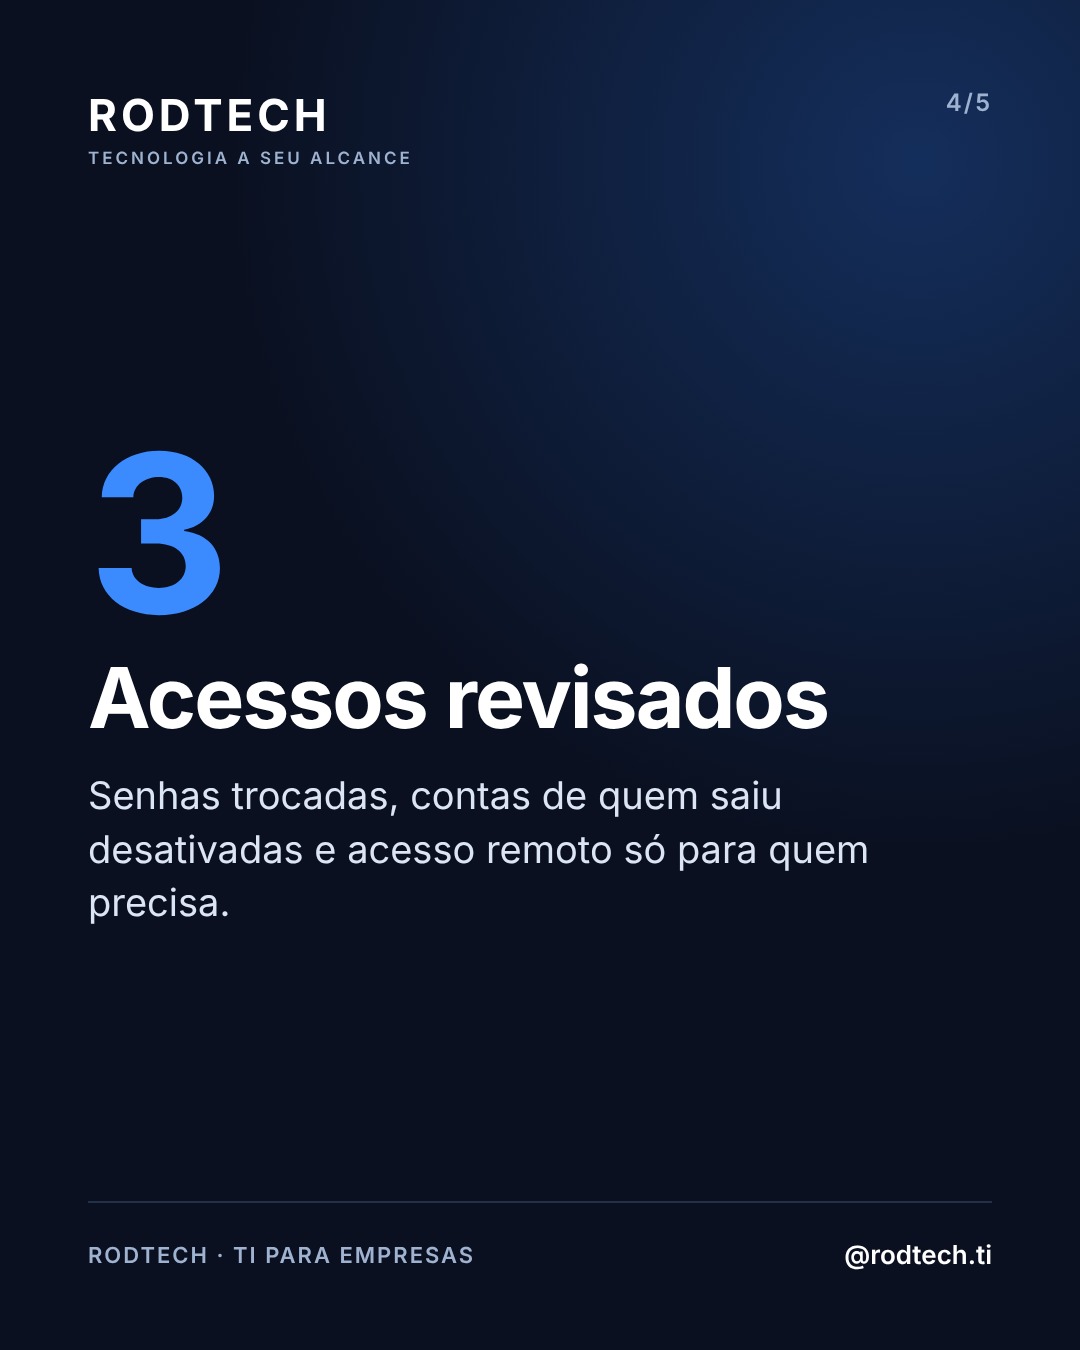 RODTECH
TECNOLOGIA A SEU ALCANCE
4/5
3
Acessos revisados
Senhas trocadas, contas de quem saiu
desativadas e acesso remoto só para quem
precisa.
RODTECH · TI PARA EMPRESAS
@rodtech.ti